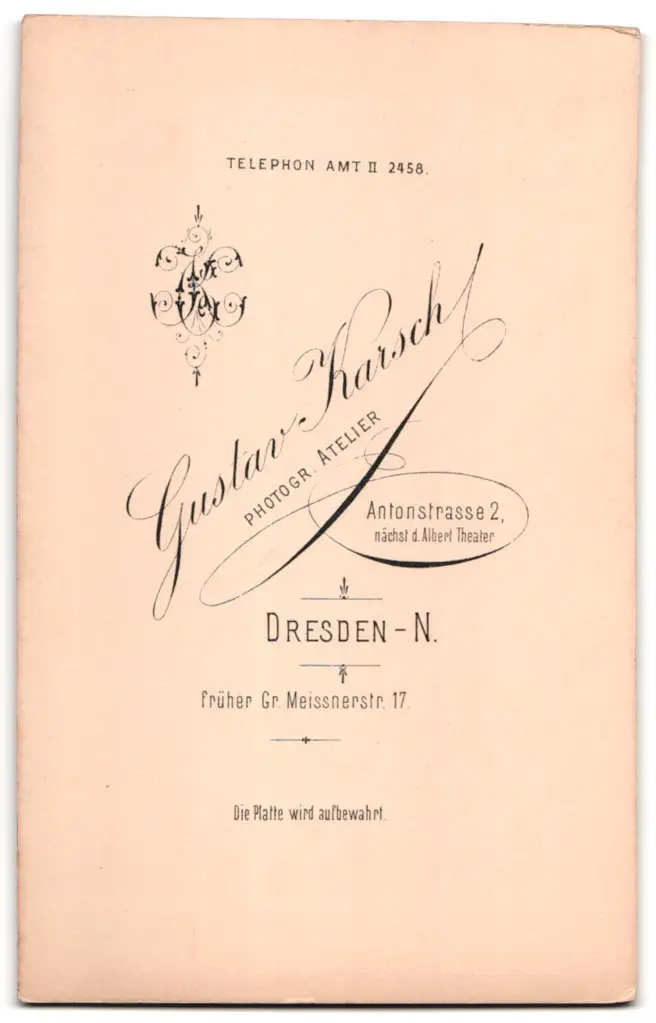 TELEPHON AMT II 2458.
Gustav Karsch
PHOTOGR. ATELIER
Antonstrasse 2,
nächst d. Albert Theater
DRESDEN-N.
früher Gr. Meissnerstr. 17.
Die Platte wird aufbewahrt.